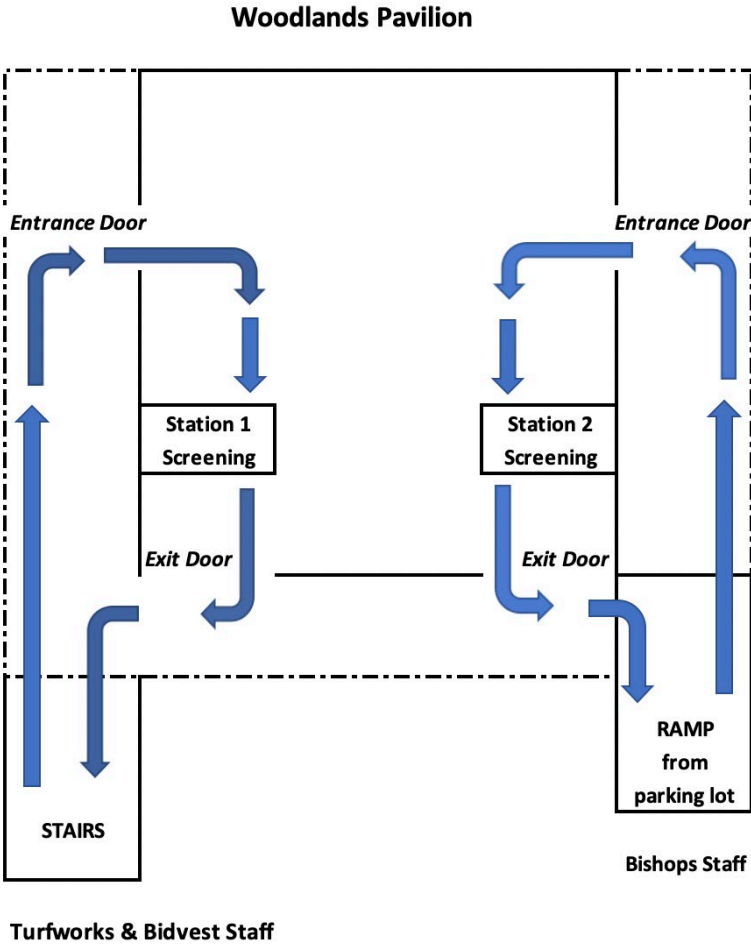 Woodlands Pavilion
Entrance Door
Entrance Door
Station 1
Screening
Station 2
Screening
Exit Door
Exit Door
RAMP
from
parking lot
STAIRS
Bishops Staff
Turfworks & Bidvest Staff